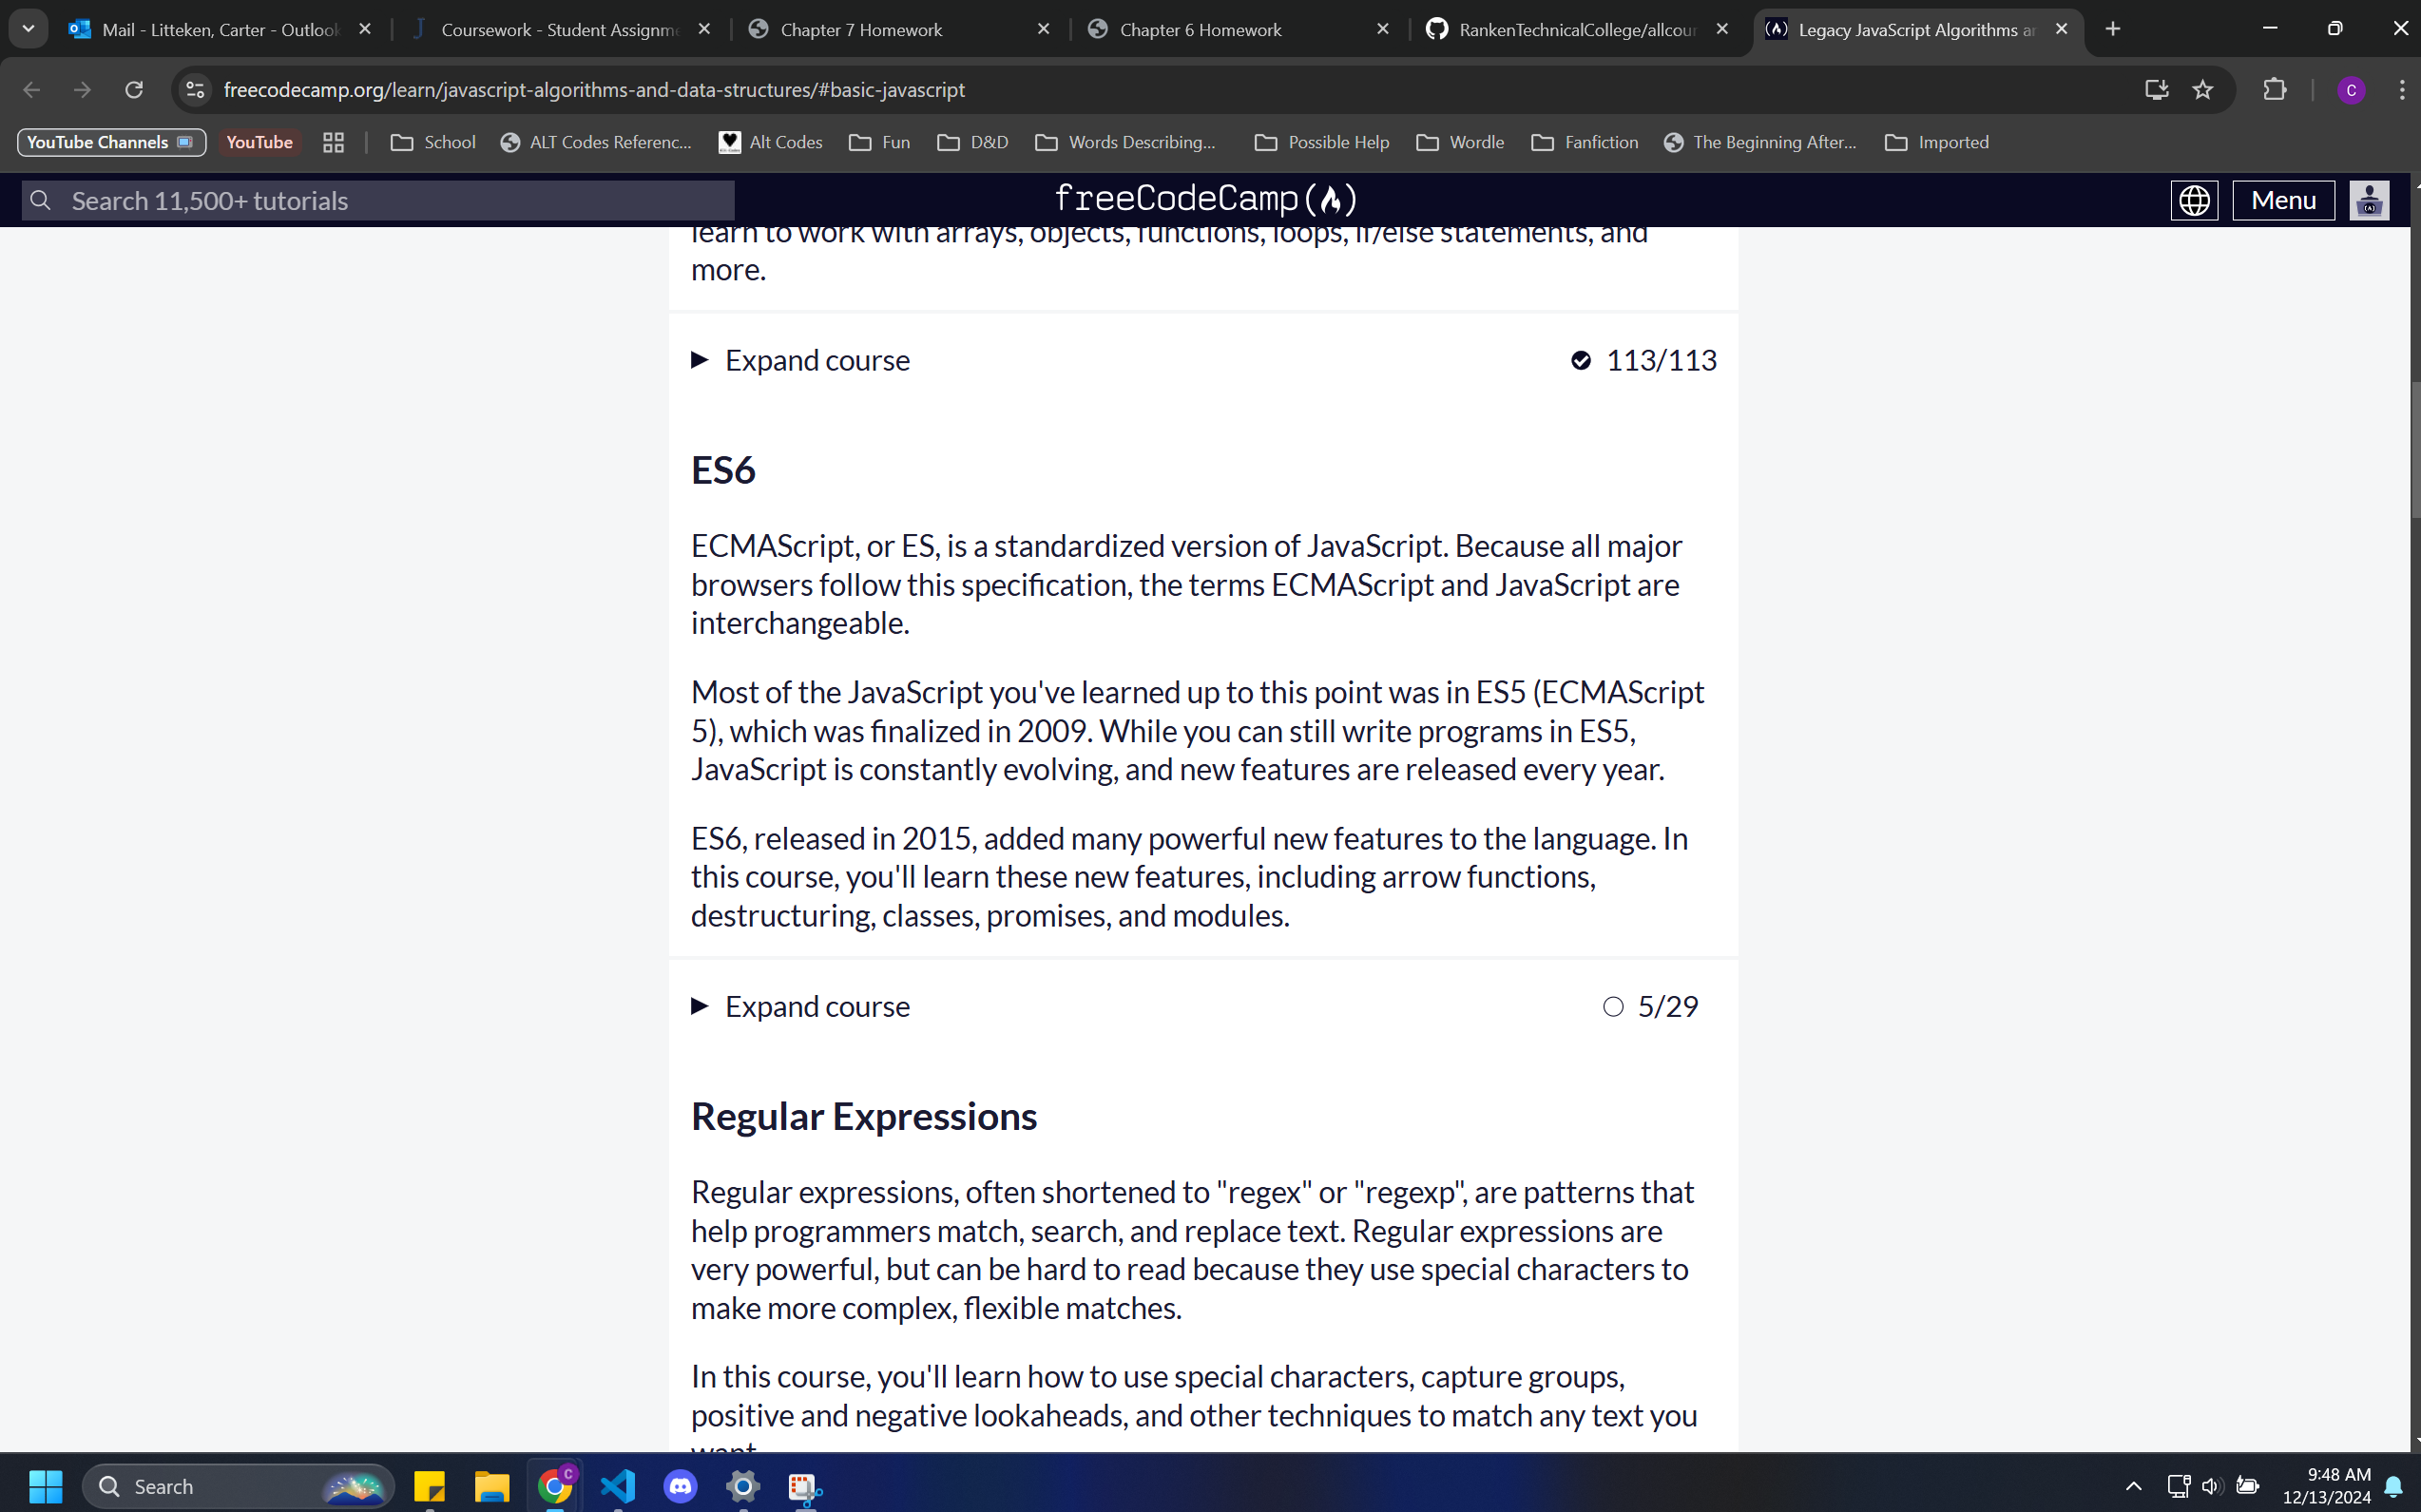 Mail - Litteken, Carter - Outlook
Coursework - Student Assignme
Chapter 7 Homework
Chapter 6 Homework
RankenTechnicalCollege/allcour
Legacy JavaScript Algorithms ar
freecodecamp.org/learn/javascript-algorithms-and-data-structures/#basic-javascript
C
YouTube Channels
YouTube
School
ALT Codes Referenc...
Alt Codes
Fun
D&D
Words Describing...
Possible Help
Wordle
Fanfiction
The Beginning After...
Imported
Search 11,500+ tutorials
freeCodeCamp
Menu
learn to work with arrays, objects, functions, loops, if/else statements, and
more.
Expand course
113/113
ES6
ECMAScript, or ES, is a standardized version of JavaScript. Because all major
browsers follow this specification, the terms ECMAScript and JavaScript are
interchangeable.
Most of the JavaScript you've learned up to this point was in ES5 (ECMAScript
5), which was finalized in 2009. While you can still write programs in ES5,
JavaScript is constantly evolving, and new features are released every year.
ES6, released in 2015, added many powerful new features to the language. In
this course, you'll learn these new features, including arrow functions,
destructuring, classes, promises, and modules.
Expand course
5/29
Regular Expressions
Regular expressions, often shortened to "regex" or "regexp", are patterns that
help programmers match, search, and replace text. Regular expressions are
very powerful, but can be hard to read because they use special characters to
make more complex, flexible matches.
In this course, you'll learn how to use special characters, capture groups,
positive and negative lookaheads, and other techniques to match any text you
want.
Search
C
9:48 AM
12/13/2024